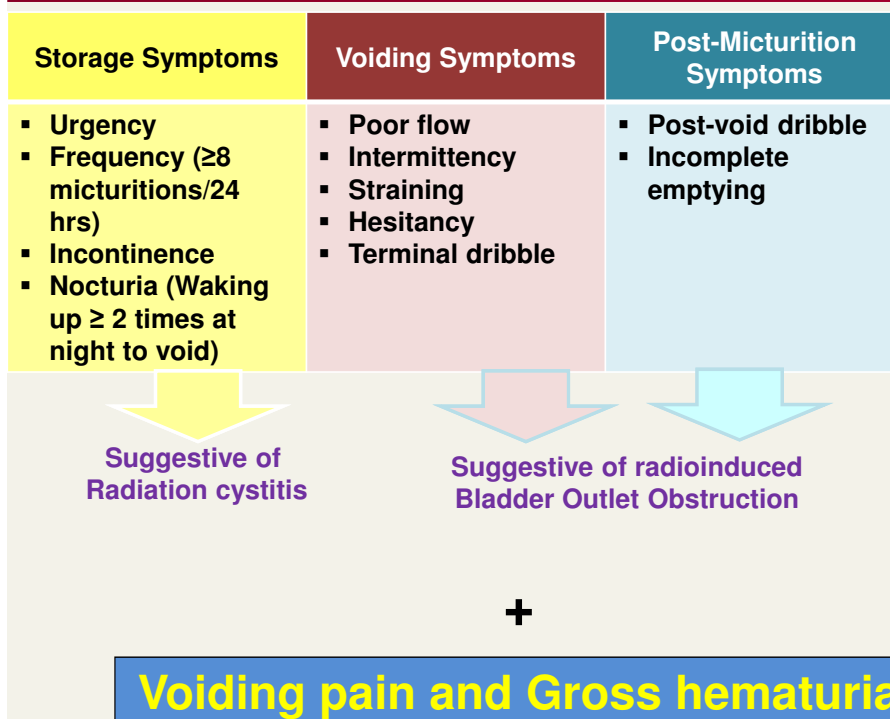 Storage Symptoms
Voiding Symptoms
Post-Micturition
Symptoms
▪ Urgency
▪ Frequency (≥8
micturitions/24
hrs)
▪ Incontinence
▪ Nocturia (Waking
up ≥ 2 times at
night to void)
▪ Poor flow
▪ Intermittency
▪ Straining
▪ Hesitancy
▪ Terminal dribble
▪ Post-void dribble
▪ Incomplete
emptying
Suggestive of
Radiation cystitis
Suggestive of radioinduced
Bladder Outlet Obstruction
+
Voiding pain and Gross hematuria